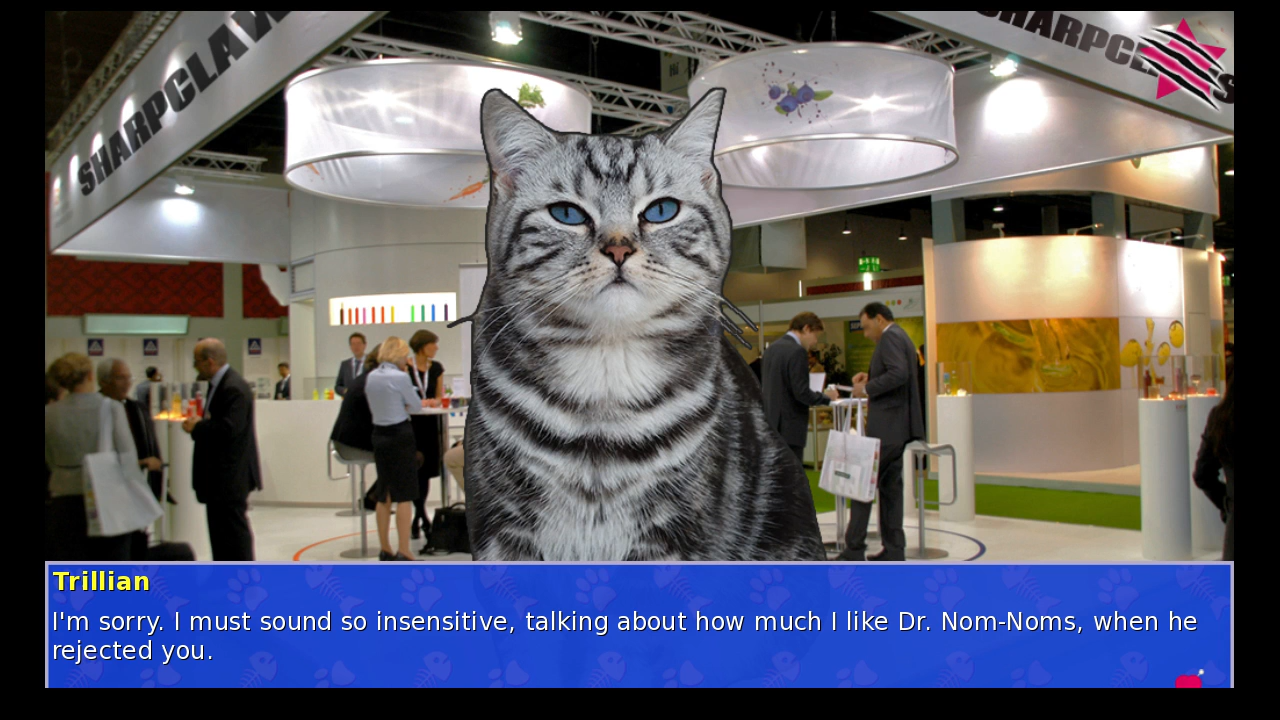 SHARPCLAW
SHARPCL
Hi
Trillian
I'm sorry. I must sound so insensitive, talking about how much I like Dr. Nom-Noms, when he
rejected you.